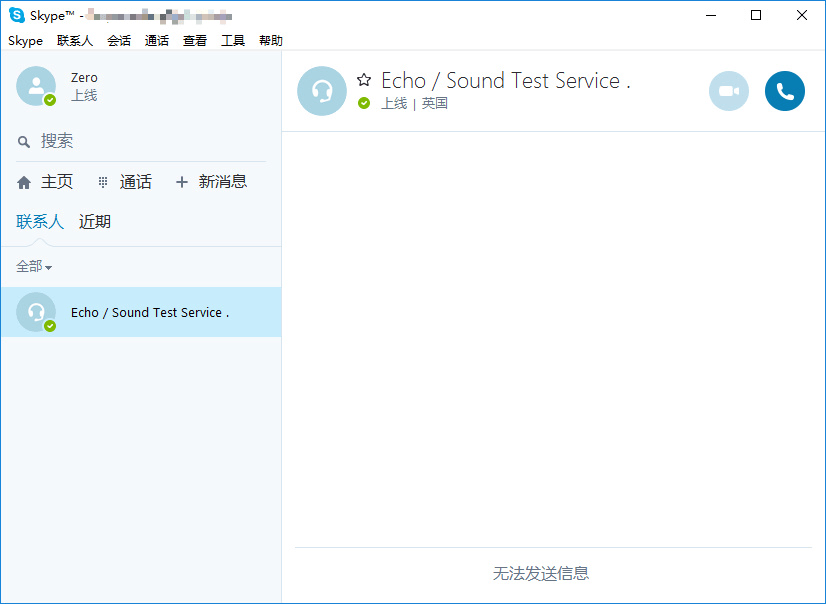 Skype™ -
Skype 联系人 会话 通话 查看 工具 帮助
Zero
上线
搜索
主页 通话 新消息
联系人 近期
全部
Echo / Sound Test Service .
Echo / Sound Test Service .
上线 | 英国
无法发送信息